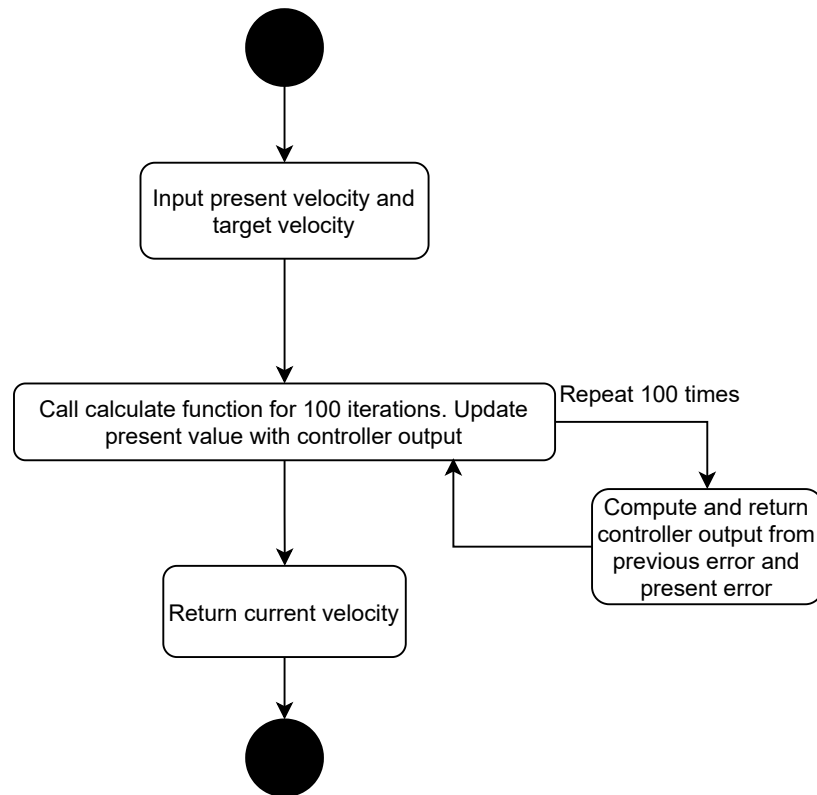 Input present velocity and
target velocity
Call calculate function for 100 iterations. Update
present value with controller output
Repeat 100 times
Compute and return
controller output from
previous error and
present error
Return current velocity